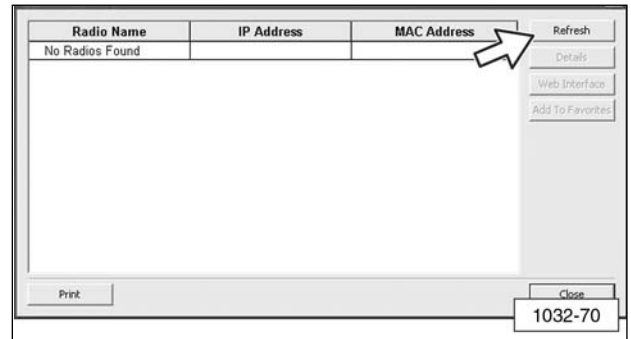 Radio Name IP Address MAC Address Refresh
No Radios Found Details
Web Interface
Add To Favorites
Print Close
1032-70